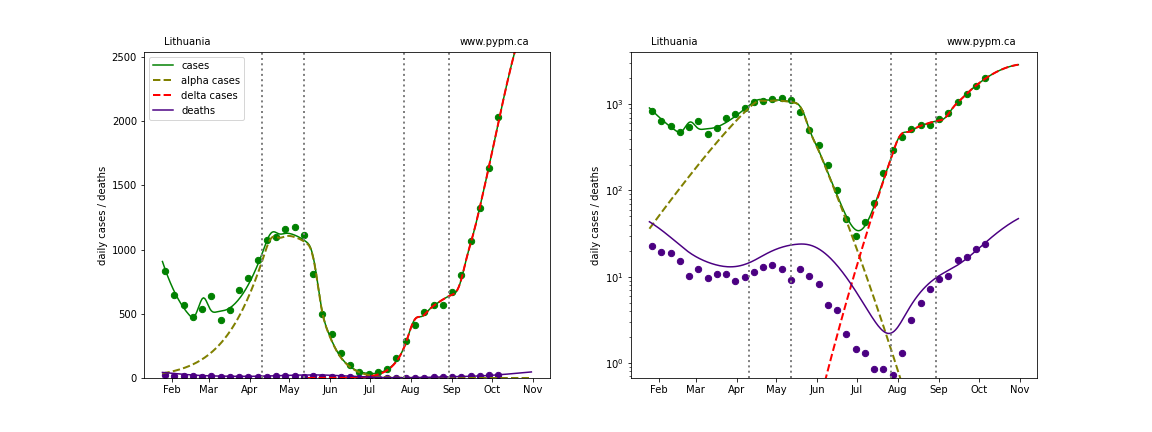 Lithuania www.pypm.ca
cases
alpha cases
delta cases
deaths
daily cases / deaths
2500
2000
1500
1000
500
0
Feb Mar Apr May Jun Jul Aug Sep Oct Nov
Lithuania www.pypm.ca
daily cases / deaths
10³
10²
10¹
10⁰
Feb Mar Apr May Jun Jul Aug Sep Oct Nov